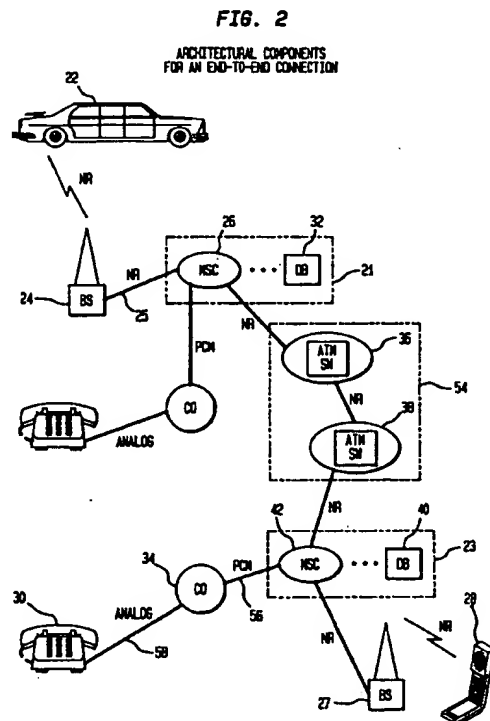 FIG. 2
ARCHITECTURAL COMPONENTS
FOR AN END-TO-END CONNECTION
22
NR
26
32
24
BS
NR
25
MSC
DB
21
PCM
NR
36
ATM
SW
54
CO
NR
38
ATM
SW
ANALOG
NR
42
40
34
CO
PCM
56
MSC
DB
23
30
ANALOG
58
NR
NR
28
BS
27